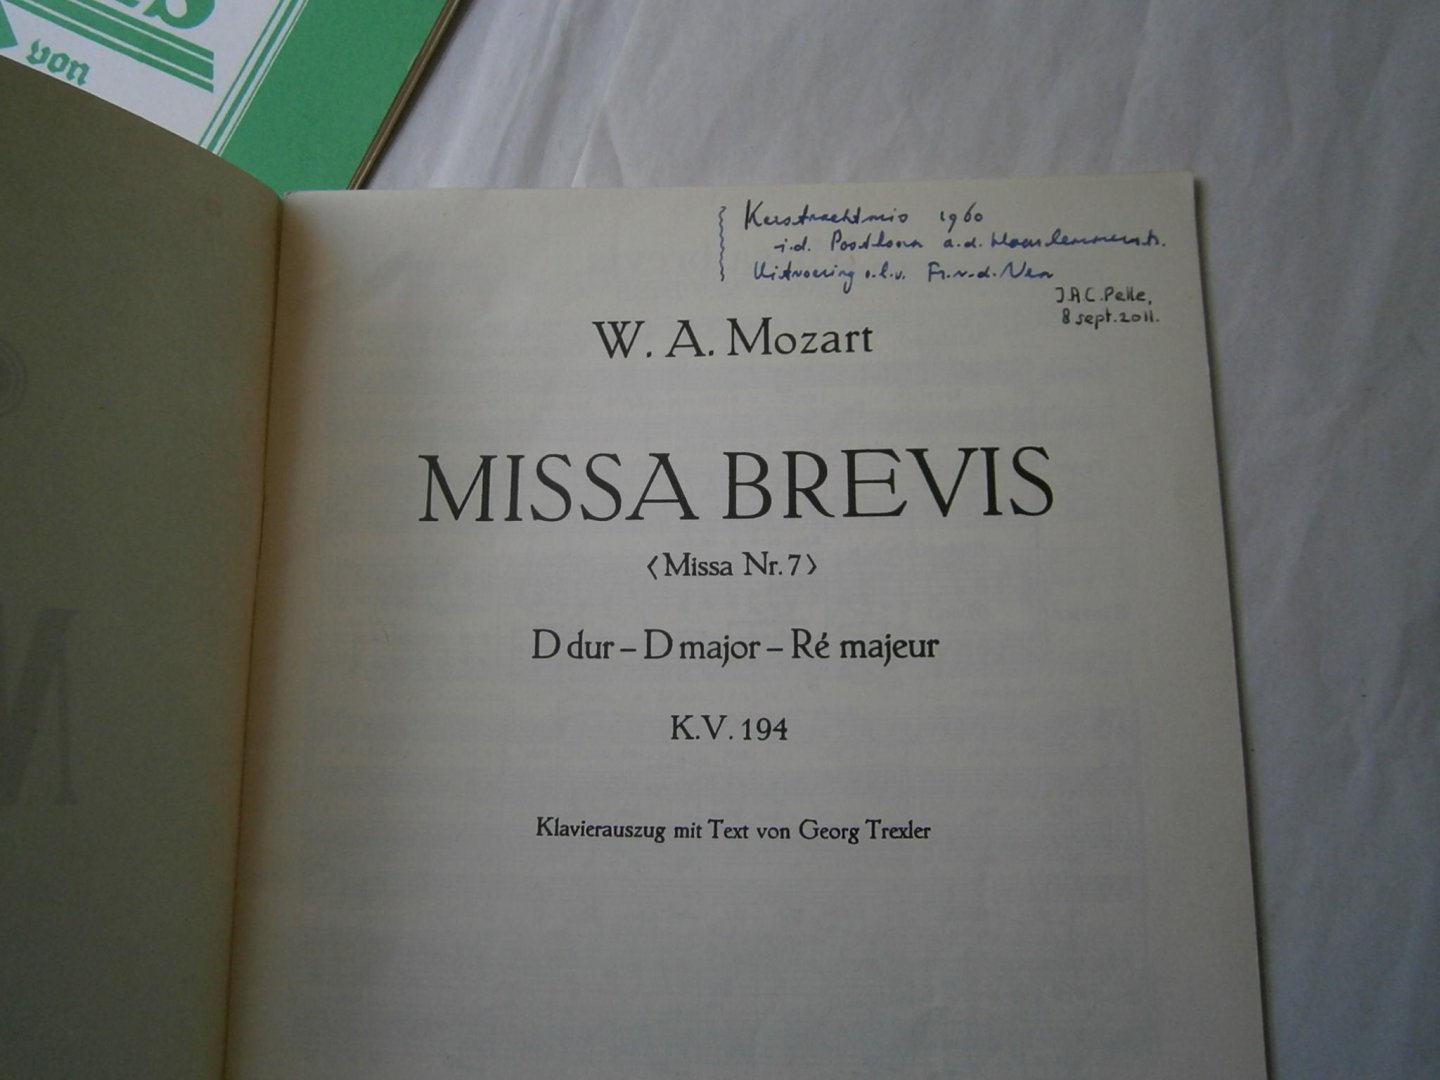 von
Kerstnachtmis 1960
i.d. Posthoorn a.d. Haarlemmerstr.
Uitvoering o.l.v. Fr.v.d. Ven
J.A.C. Pelle,
8 sept. 2011.
W. A. Mozart
MISSA BREVIS
〈Missa Nr. 7〉
D dur – D major – Ré majeur
K.V. 194
Klavierauszug mit Text von Georg Trexler